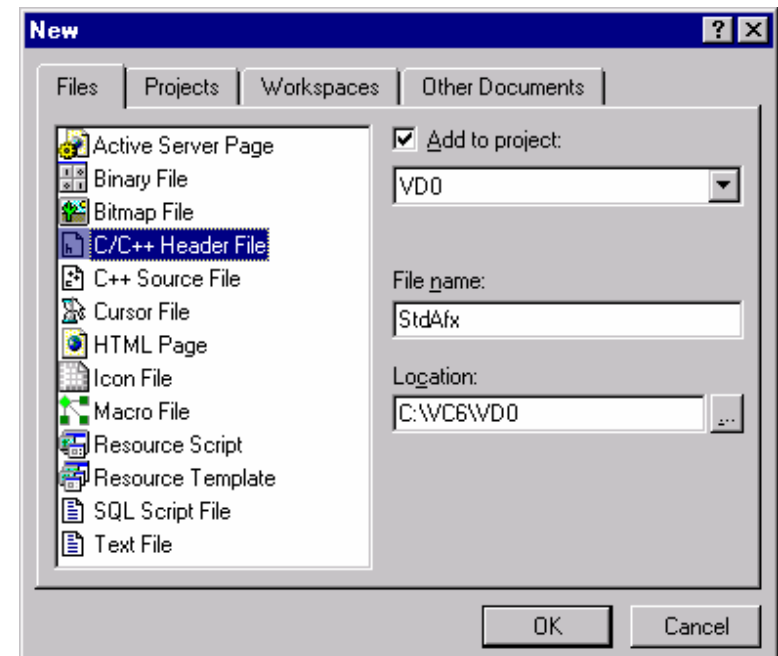 New
Files
Projects
Workspaces
Other Documents
Active Server Page
Binary File
Bitmap File
C/C++ Header File
C++ Source File
Cursor File
HTML Page
Icon File
Macro File
Resource Script
Resource Template
SQL Script File
Text File
Add to project:
VD0
File name:
StdAfx
Location:
C:\VC6\VD0
...
OK
Cancel